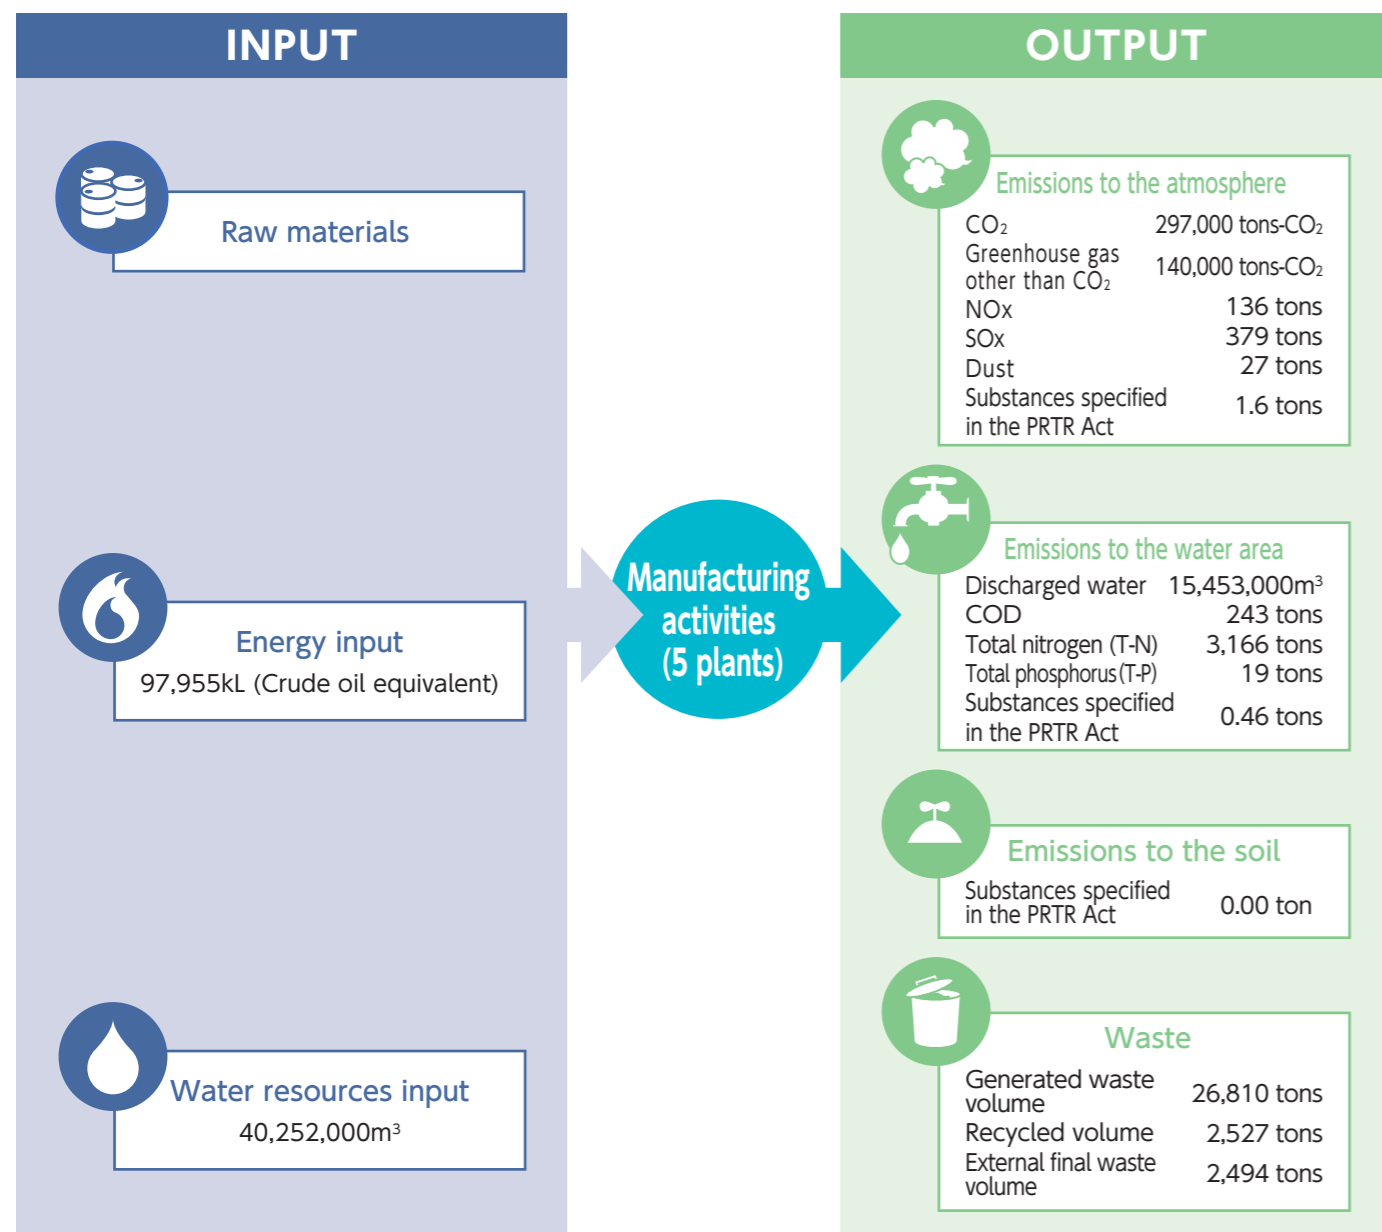 INPUT
Raw materials
Energy input
97,955kL (Crude oil equivalent)
Water resources input
40,252,000m³
Manufacturing
activities
(5 plants)
OUTPUT
Emissions to the atmosphere
CO₂ 297,000 tons-CO₂
Greenhouse gas
other than CO₂ 140,000 tons-CO₂
NOx 136 tons
SOx 379 tons
Dust 27 tons
Substances specified
in the PRTR Act 1.6 tons
Emissions to the water area
Discharged water 15,453,000m³
COD 243 tons
Total nitrogen (T-N) 3,166 tons
Total phosphorus (T-P) 19 tons
Substances specified
in the PRTR Act 0.46 tons
Emissions to the soil
Substances specified
in the PRTR Act 0.00 ton
Waste
Generated waste
volume 26,810 tons
Recycled volume 2,527 tons
External final waste
volume 2,494 tons